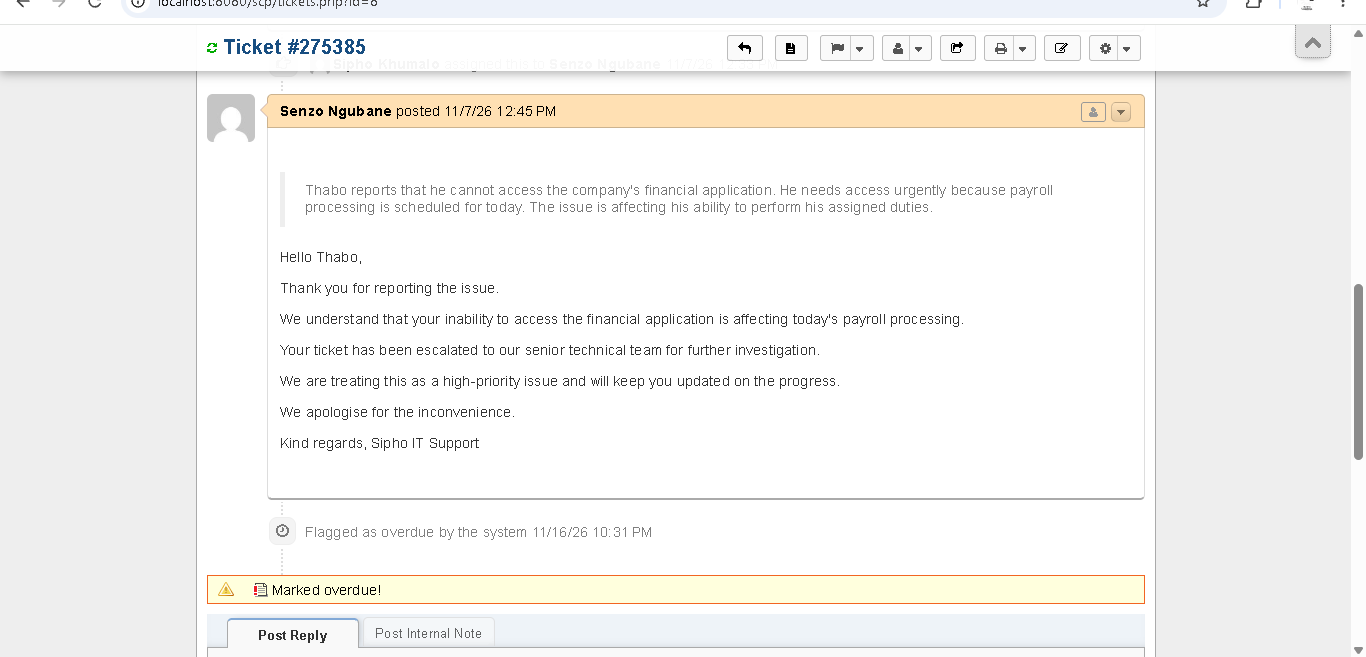 localhost:8080/scp/tickets.php?id=8
Ticket #275385
Sipho Khumalo assigned this to Senzo Ngubane 11/7/26
Senzo Ngubane posted 11/7/26 12:45 PM
Thabo reports that he cannot access the company's financial application. He needs access urgently because payroll
processing is scheduled for today. The issue is affecting his ability to perform his assigned duties.
Hello Thabo,
Thank you for reporting the issue.
We understand that your inability to access the financial application is affecting today's payroll processing.
Your ticket has been escalated to our senior technical team for further investigation.
We are treating this as a high-priority issue and will keep you updated on the progress.
We apologise for the inconvenience.
Kind regards, Sipho IT Support
Flagged as overdue by the system 11/16/26 10:31 PM
Marked overdue!
Post Reply
Post Internal Note